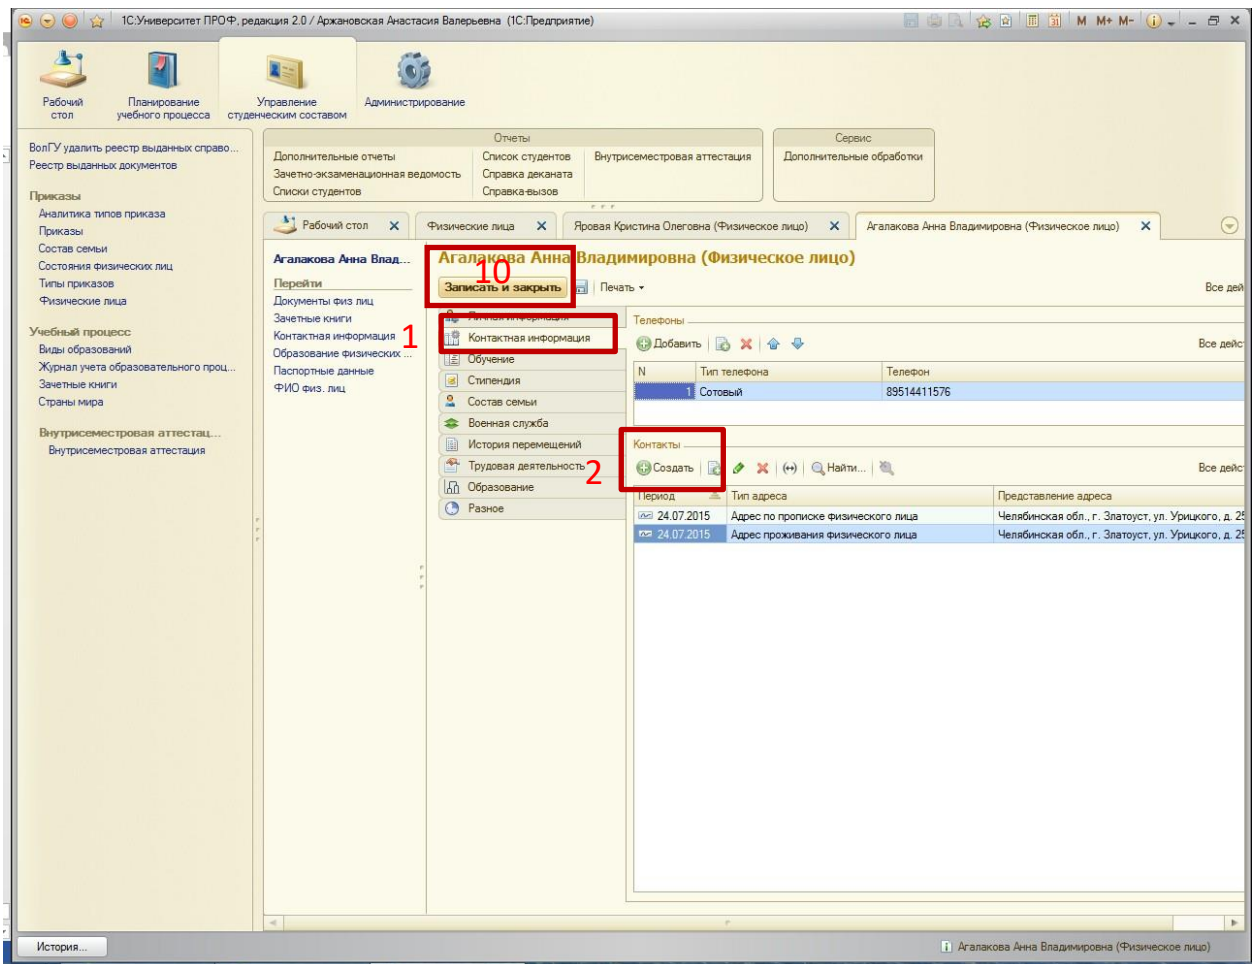 1С:Университет ПРОФ, редакция 2.0 / Аржановская Анастасия Валерьевна (1С:Предприятие)
M M+ M-
Рабочий стол
Планирование учебного процесса
Управление студенческим составом
Администрирование
ВолГУ удалить реестр выданных справо...
Реестр выданных документов
Приказы
Аналитика типов приказа
Приказы
Состав семьи
Состояния физических лиц
Типы приказов
Физические лица
Учебный процесс
Виды образований
Журнал учета образовательного проц...
Зачетные книги
Страны мира
Внутрисеместровая аттестац...
Внутрисеместровая аттестация
Отчеты
Дополнительные отчеты
Список студентов
Внутрисеместровая аттестация
Зачетно-экзаменационная ведомость
Справка деканата
Списки студентов
Справка-вызов
Сервис
Дополнительные обработки
Рабочий стол
Физические лица
Яровая Кристина Олеговна (Физическое лицо)
Агалакова Анна Владимировна (Физическое лицо)
Агалакова Анна Влад...
Перейти
Документы физ лиц
Зачетные книги
Контактная информация
Образование физических ...
Паспортные данные
ФИО физ. лиц
Агалакова Анна Владимировна (Физическое лицо)
10
Записать и закрыть
Печать
Все дей
Личная информация
1
Контактная информация
Обучение
Стипендия
Состав семьи
Военная служба
История перемещений
Трудовая деятельность
2
Образование
Разное
Телефоны
Добавить
Все дейс
N Тип телефона Телефон
1 Сотовый 89514411576
Контакты
Создать
Найти...
Все дейс
Период Тип адреса Представление адреса
24.07.2015 Адрес по прописке физического лица Челябинская обл., г. Златоуст, ул. Урицкого, д. 25
24.07.2015 Адрес проживания физического лица Челябинская обл., г. Златоуст, ул. Урицкого, д. 25
История...
Агалакова Анна Владимировна (Физическое лицо)